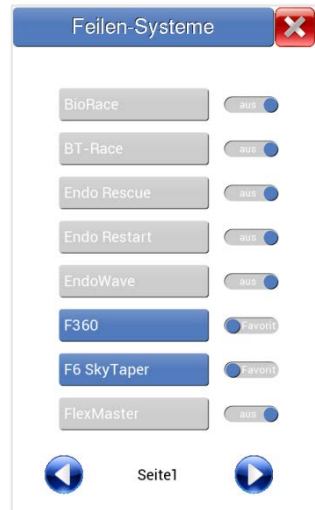 Feilen-Systeme
BioRace aus
BT-Race aus
Endo Rescue aus
Endo Restart aus
EndoWave aus
F360 Favorit
F6 SkyTaper Favorit
FlexMaster aus
Seite1